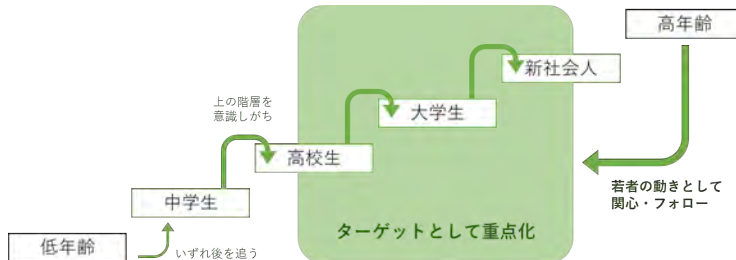 高年齢
新社会人
上の階層を
意識しがち
大学生
高校生
若者の動きとして
関心・フォロー
中学生
ターゲットとして重点化
低年齢
いずれ後を追う